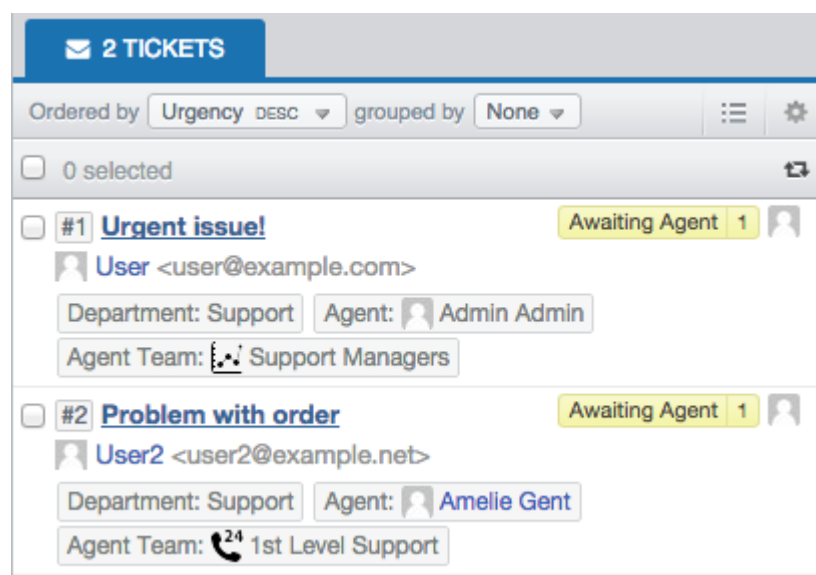 2 TICKETS
Ordered by Urgency DESC grouped by None
0 selected
#1 Urgent issue! Awaiting Agent 1
User <user@example.com>
Department: Support Agent: Admin Admin
Agent Team: Support Managers
#2 Problem with order Awaiting Agent 1
User2 <user2@example.net>
Department: Support Agent: Amelie Gent
Agent Team: 24 1st Level Support